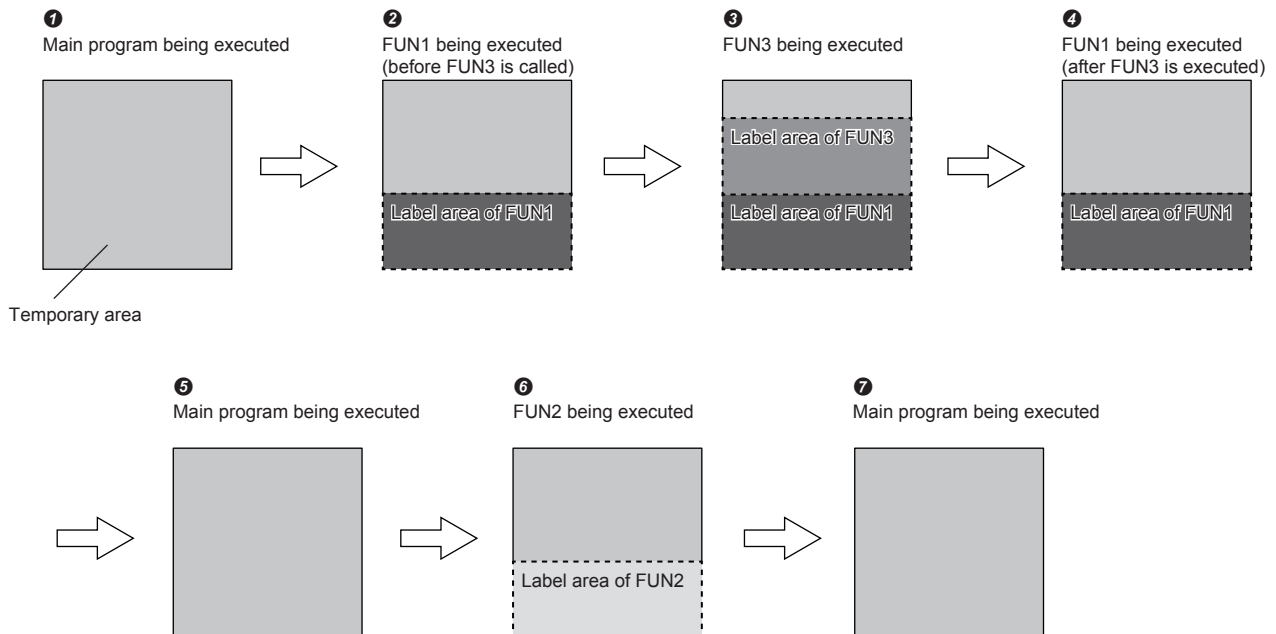 ❶
Main program being executed
❷
FUN1 being executed
(before FUN3 is called)
❸
FUN3 being executed
❹
FUN1 being executed
(after FUN3 is executed)
Label area of FUN3
Label area of FUN1
Label area of FUN1
Label area of FUN1
Temporary area
❺
Main program being executed
❻
FUN2 being executed
❼
Main program being executed
Label area of FUN2